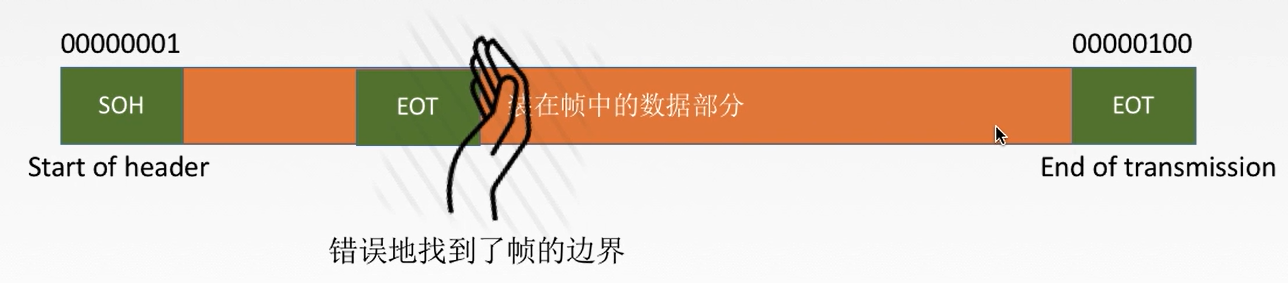 00000001
00000100
SOH
EOT
装在帧中的数据部分
EOT
Start of header
End of transmission
错误地找到了帧的边界